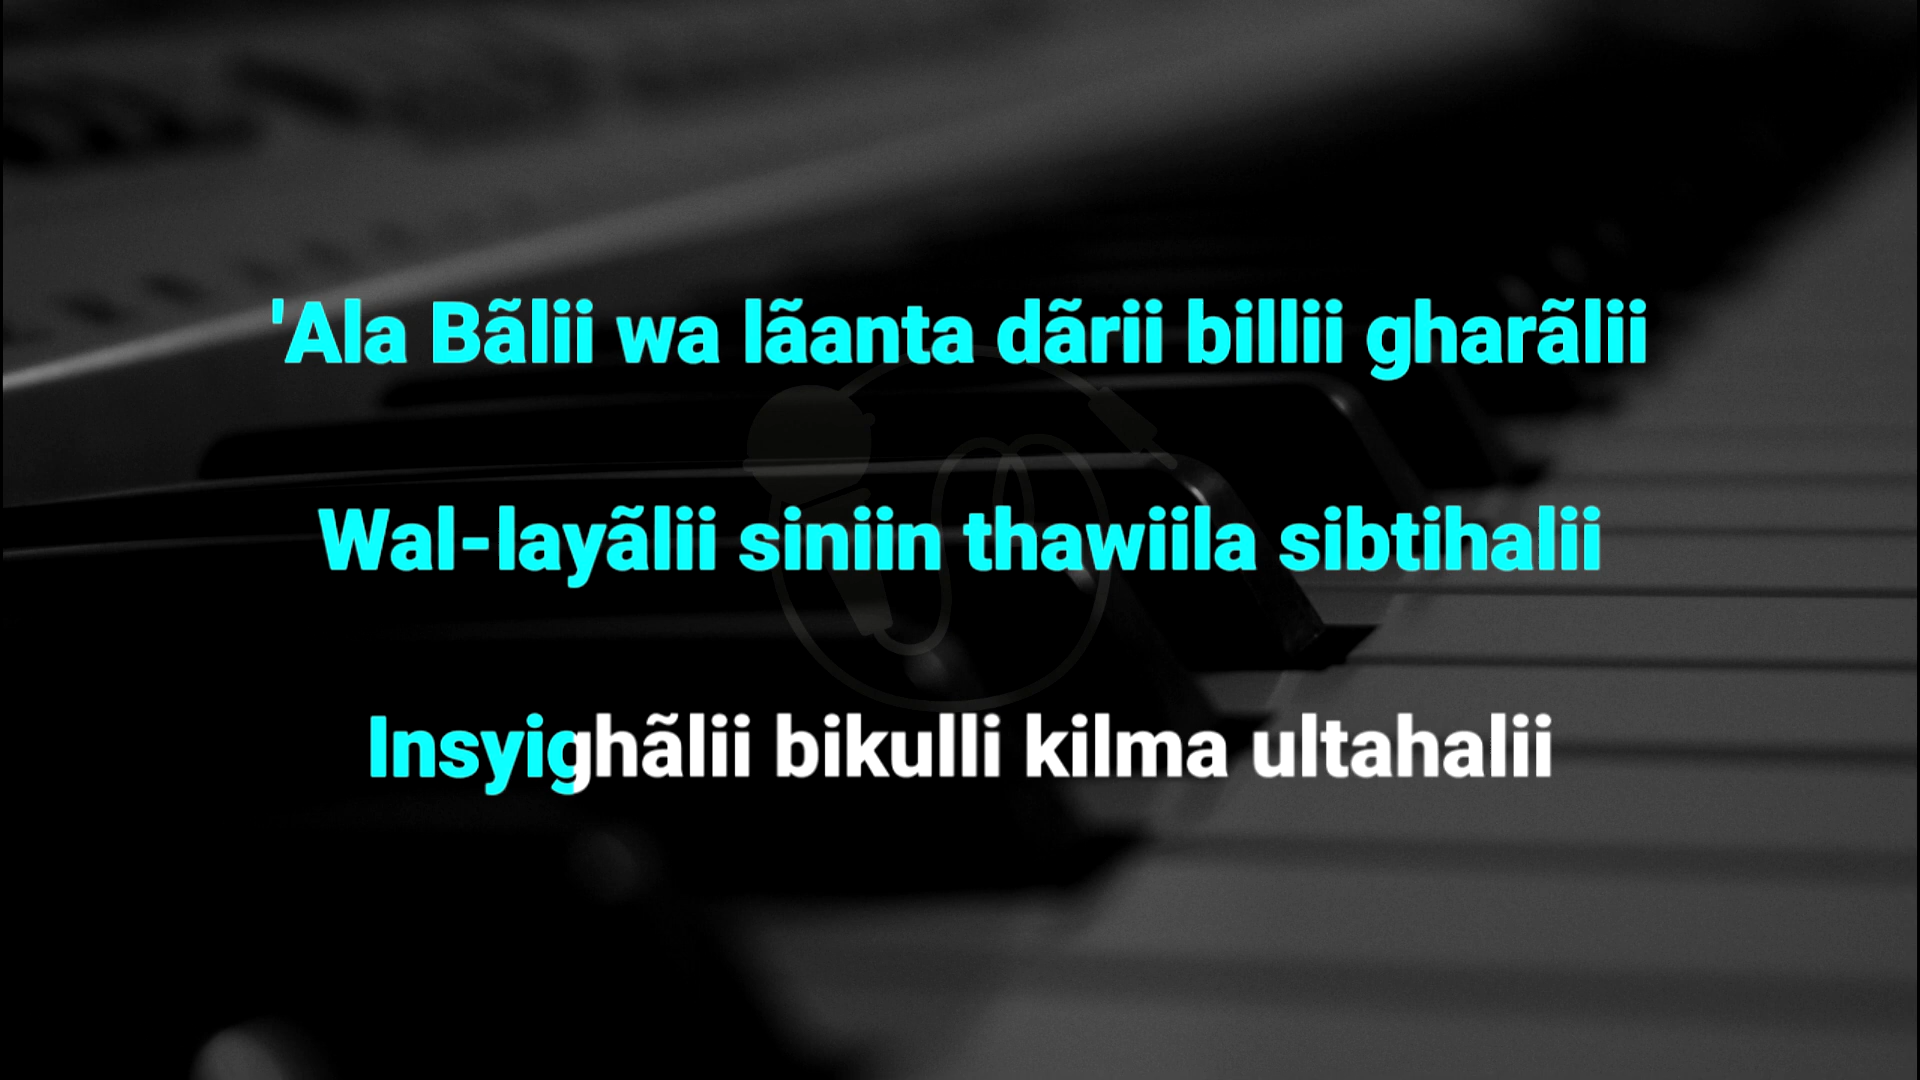 'Ala Bãlii wa lãanta dãrii billii gharãlii
Wal-layãlii siniin thawiila sibtihalii
Insyighãlii bikulli kilma ultahalii